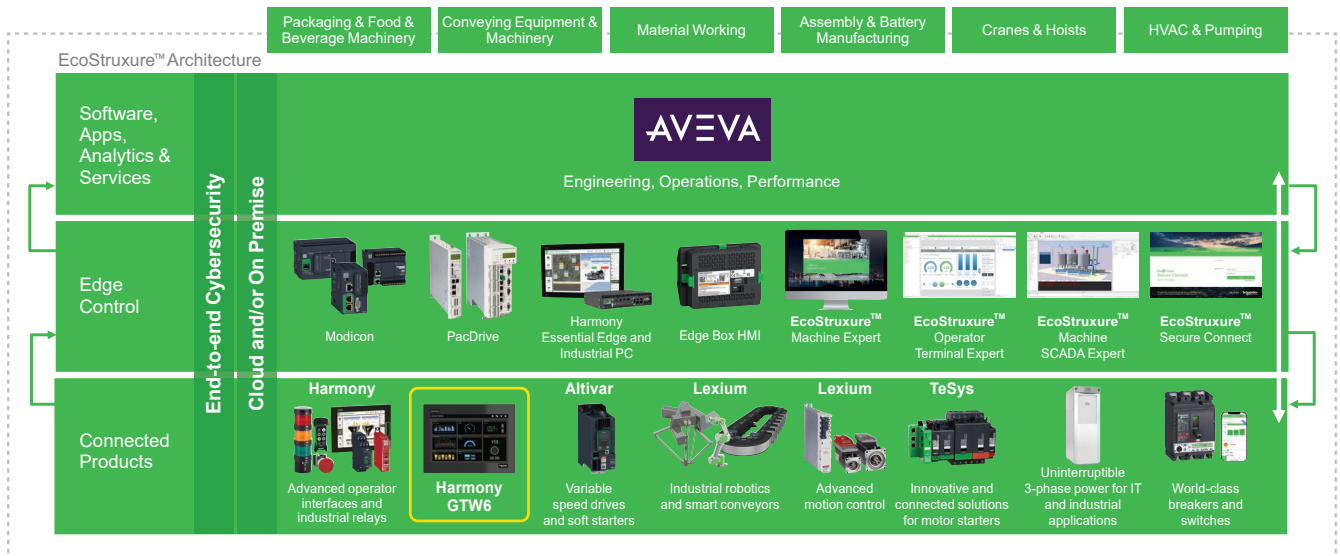 Packaging & Food &
Beverage Machinery
Conveying Equipment &
Machinery
Material Working
Assembly & Battery
Manufacturing
Cranes & Hoists
HVAC & Pumping
EcoStruxure™ Architecture
Software,
Apps,
Analytics &
Services
End-to-end Cybersecurity
Cloud and/or On Premise
AVEVA
Engineering, Operations, Performance
Edge
Control
Modicon
PacDrive
Harmony
Essential Edge and
Industrial PC
Edge Box HMI
EcoStruxure™
Machine Expert
EcoStruxure™
Operator
Terminal Expert
EcoStruxure™
Machine
SCADA Expert
Secure Connect
EcoStruxure™
Secure Connect
Connected
Products
Harmony
Advanced operator
interfaces and
industrial relays
Harmony
GTW6
Altivar
Variable
speed drives
and soft starters
Lexium
Industrial robotics
and smart conveyors
Lexium
Advanced
motion control
TeSys
Innovative and
connected solutions
for motor starters
Uninterruptible
3-phase power for IT
and industrial
applications
World-class
breakers and
switches